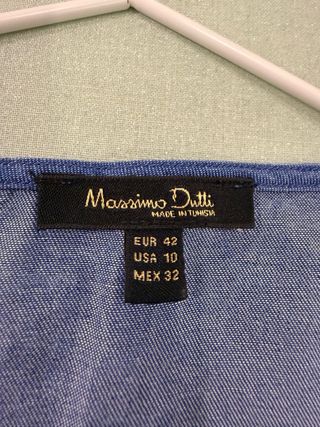 Massimo Dutti
MADE IN TUNISIA
EUR 42
USA 10
MEX 32